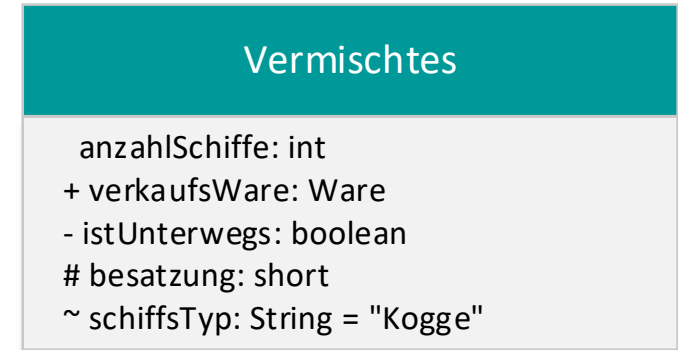 Vermischtes
anzahlSchiffe: int
+ verkaufsWare: Ware
- istUnterwegs: boolean
# besatzung: short
~ schiffsTyp: String = "Kogge"